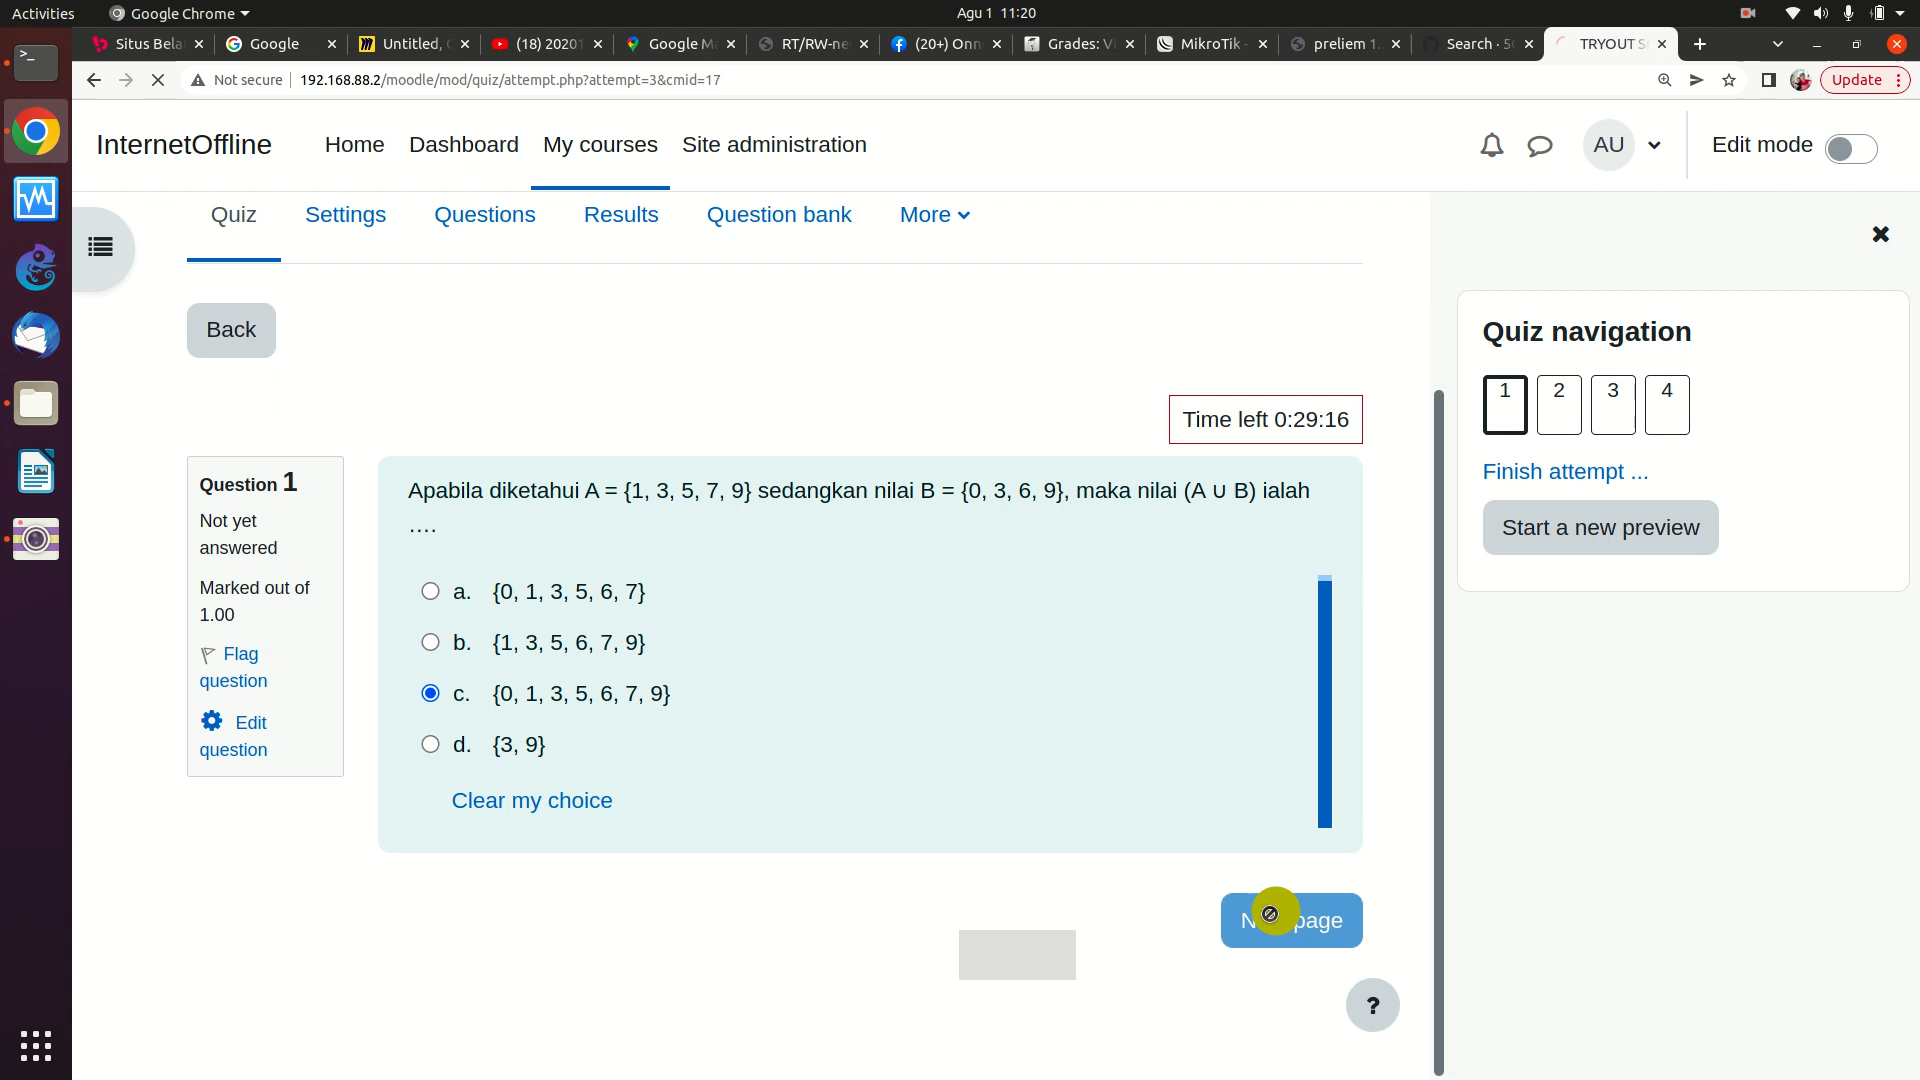 Activities
Google Chrome
Agu 1 11:20
Situs Bela
Google
Untitled,
(18) 20201
Google M
RT/RW-ne
(20+) Onn
Grades: Vi
MikroTik -
preliem 1.
Search · 5
TRYOUT S
Not secure
192.168.88.2/moodle/mod/quiz/attempt.php?attempt=3&cmid=17
Update
InternetOffline
Home
Dashboard
My courses
Site administration
AU
Edit mode
Quiz
Settings
Questions
Results
Question bank
More
Back
Time left 0:29:16
Question 1
Not yet
answered
Marked out of
1.00
Flag
question
Edit
question
Apabila diketahui A = {1, 3, 5, 7, 9} sedangkan nilai B = {0, 3, 6, 9}, maka nilai (A ∪ B) ialah
….
a. {0, 1, 3, 5, 6, 7}
b. {1, 3, 5, 6, 7, 9}
c. {0, 1, 3, 5, 6, 7, 9}
d. {3, 9}
Clear my choice
page
?
Quiz navigation
1 2 3 4
Finish attempt ...
Start a new preview